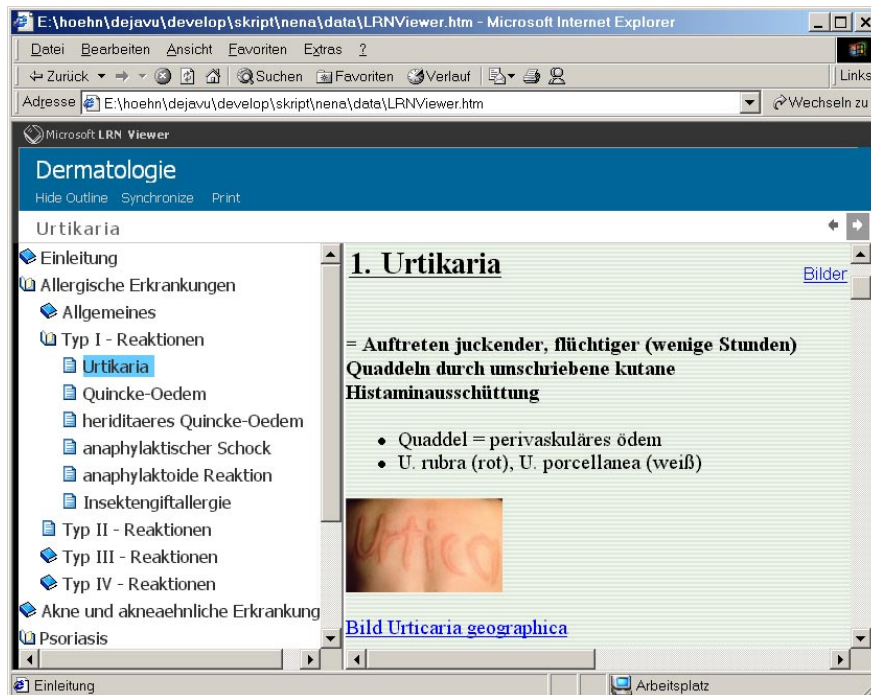 E:\hoehn\dejavu\develop\skript\nena\data\LRNViewer.htm - Microsoft Internet Explorer
Datei Bearbeiten Ansicht Favoriten Extras ?
Zurück Suchen Favoriten Verlauf Links
Adresse E:\hoehn\dejavu\develop\skript\nena\data\LRNViewer.htm Wechseln zu
Microsoft LRN Viewer
Dermatologie
Hide Outline Synchronize Print
Urtikaria
Einleitung
Allergische Erkrankungen
Allgemeines
Typ I - Reaktionen
Urtikaria
Quincke-Oedem
heriditaeres Quincke-Oedem
anaphylaktischer Schock
anaphylaktoide Reaktion
Insektengiftallergie
Typ II - Reaktionen
Typ III - Reaktionen
Typ IV - Reaktionen
Akne und akneaehnliche Erkrankung
Psoriasis
1. Urtikaria
Bilder
= Auftreten juckender, flüchtiger (wenige Stunden)
Quaddeln durch umschriebene kutane
Histaminausschüttung
• Quaddel = perivaskuläres ödem
• U. rubra (rot), U. porcellanea (weiß)
Urtica
Bild Urticaria geographica
Einleitung
Arbeitsplatz